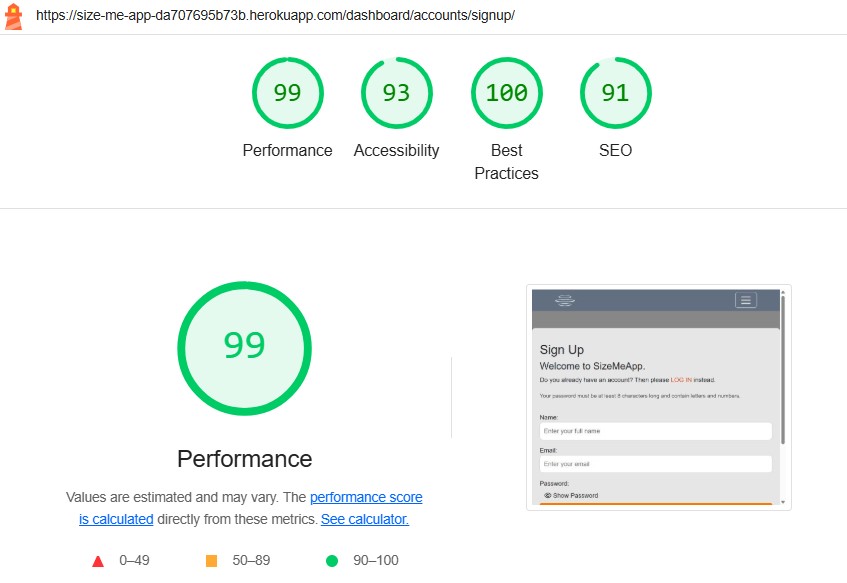 https://size-me-app-da707695b73b.herokuapp.com/dashboard/accounts/signup/
99
93
100
91
Performance
Accessibility
Best
Practices
SEO
99
Performance
Values are estimated and may vary. The performance score
is calculated directly from these metrics. See calculator.
0–49
50–89
90–100
Sign Up
Welcome to SizeMeApp.
Do you already have an account? Then please LOG IN instead.
Your password must be at least 8 characters long and contain letters and numbers.
Name:
Enter your full name
Email:
Enter your email
Password:
Show Password